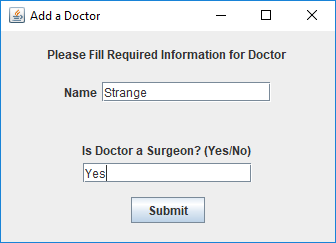 Add a Doctor
Please Fill Required Information for Doctor
Name Strange
Is Doctor a Surgeon? (Yes/No)
Yes
Submit